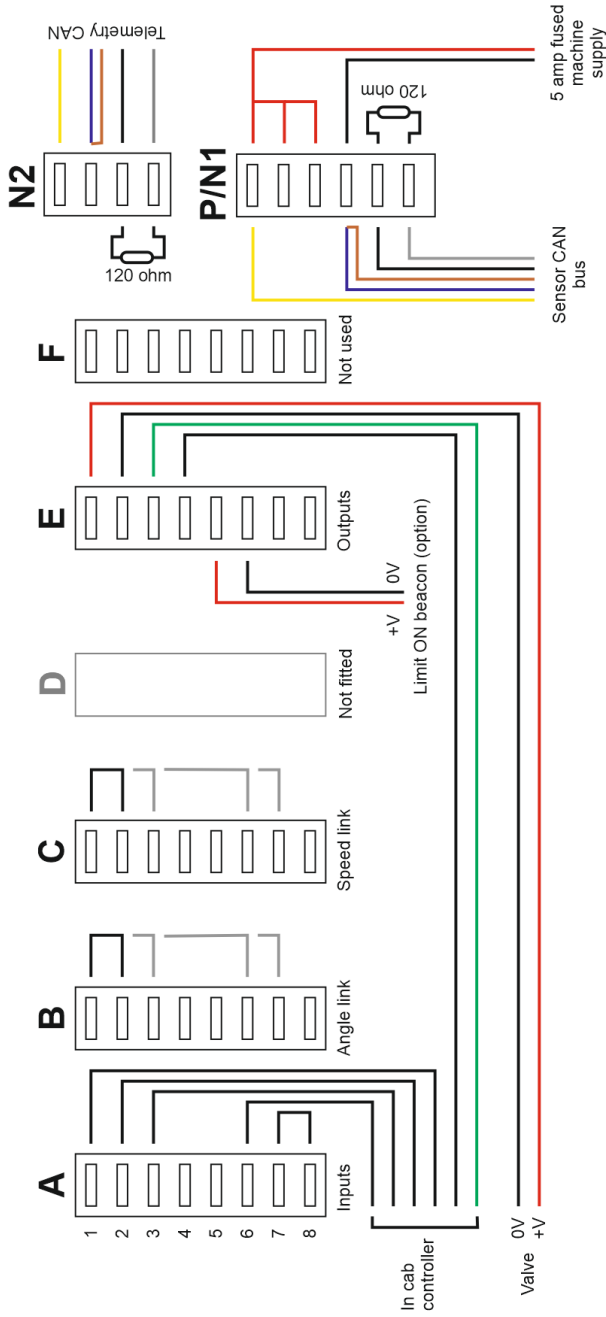 A
1
2
3
4
5
6
7
8
Inputs
B
Angle link
C
Speed link
D
Not fitted
E
Outputs
F
Not used
N2
Telemetry CAN
120 ohm
P/N1
120 ohm
5 amp fused
machine
supply
Sensor CAN
bus
+V
0V
Limit ON beacon (option)
In cab
controller
Valve
0V
+V